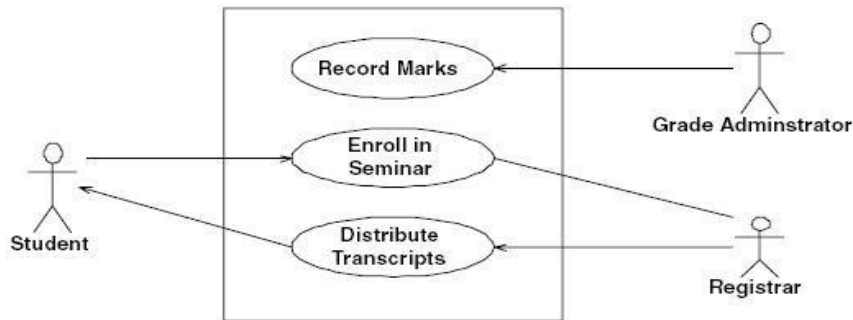 Record Marks
Grade Adminstrator
Enroll in
Seminar
Student
Distribute
Transcripts
Registrar